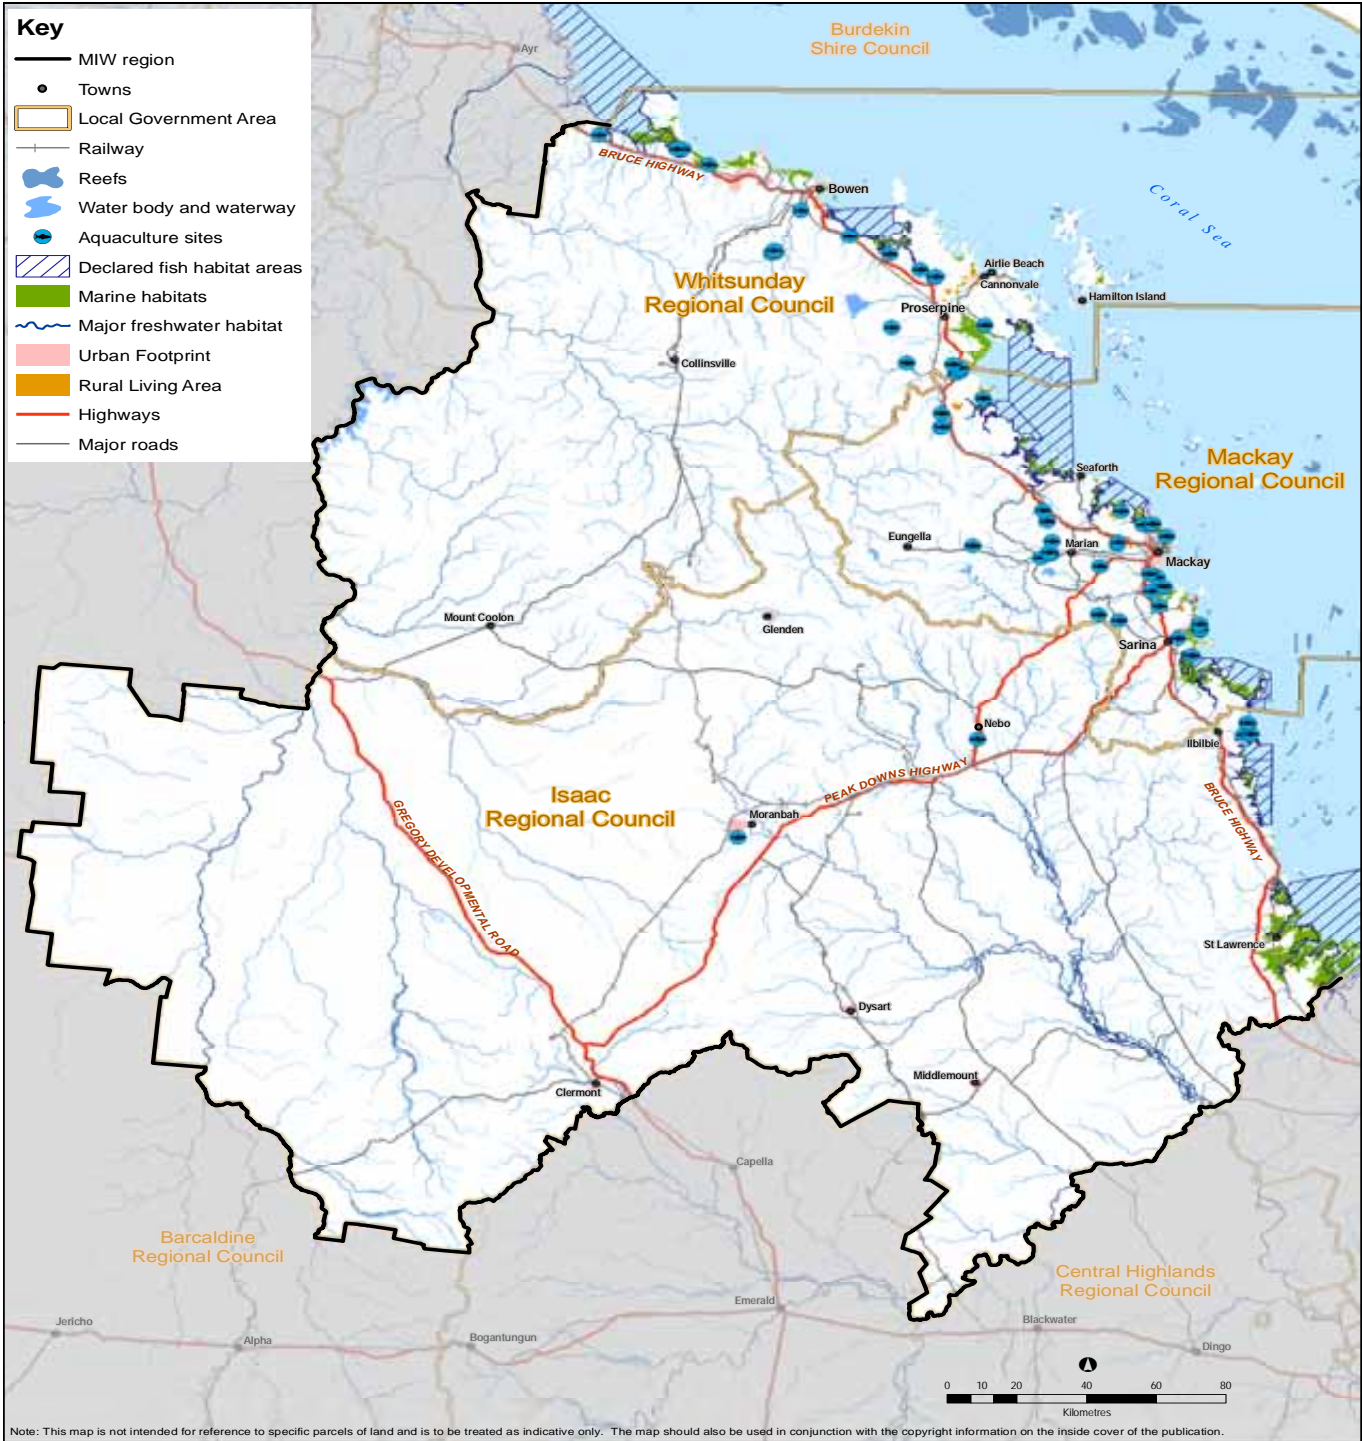 Key
MIW region
Towns
Local Government Area
Railway
Reefs
Water body and waterway
Aquaculture sites
Declared fish habitat areas
Marine habitats
Major freshwater habitat
Urban Footprint
Rural Living Area
Highways
Major roads
Burdekin
Shire Council
Ayr
BRUCE HIGHWAY
Bowen
Coral Sea
Whitsunday
Regional Council
Airlie Beach
Cannonvale
Hamilton Island
Proserpine
Collinsville
Mackay
Regional Council
Seaforth
Eungella
Marian
Mackay
Mount Coolon
Glenden
Sarina
Nebo
Ilbilbie
PEAK DOWNS HIGHWAY
Isaac
Regional Council
Moranbah
GREGORY DEVELOPMENTAL ROAD
BRUCE HIGHWAY
St Lawrence
Dysart
Middlemount
Clermont
Capella
Barcaldine
Regional Council
Central Highlands
Regional Council
Emerald
Jericho
Alpha
Bogantungun
Blackwater
Dingo
0 10 20 40 60 80
Kilometres
Note: This map is not intended for reference to specific parcels of land and is to be treated as indicative only. The map should also be used in conjunction with the copyright information on the inside cover of the publication.